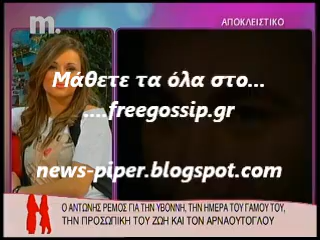 m.
ΑΠΟΚΛΕΙΣΤΙΚΟ
Μάθετε τα όλα στο...
....freegossip.gr
news-piper.blogspot.com
Ο ΑΝΤΩΝΗΣ ΡΕΜΟΣ ΓΙΑ ΤΗΝ ΥΒΟΝΝΗ, ΤΗΝ ΗΜΕΡΑ ΤΟΥ ΓΑΜΟΥ ΤΟΥ,
ΤΗΝ ΠΡΟΣΩΠΙΚΗ ΤΟΥ ΖΩΗ ΚΑΙ ΤΟΝ ΑΡΝΑΟΥΤΟΓΛΟΥ